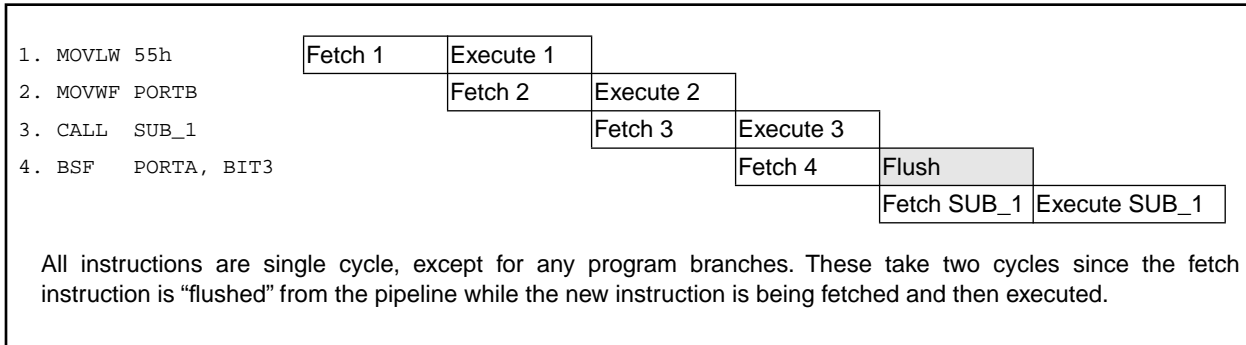 1. MOVLW 55h Fetch 1 Execute 1
2. MOVWF PORTB Fetch 2 Execute 2
3. CALL SUB_1 Fetch 3 Execute 3
4. BSF PORTA, BIT3 Fetch 4 Flush
Fetch SUB_1 Execute SUB_1
All instructions are single cycle, except for any program branches. These take two cycles since the fetch
instruction is “flushed” from the pipeline while the new instruction is being fetched and then executed.